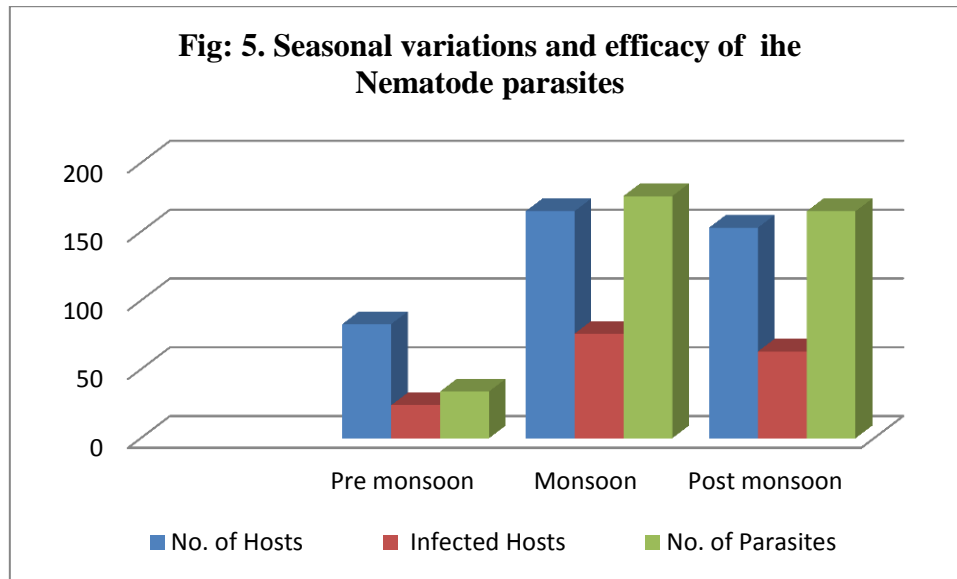 Fig: 5. Seasonal variations and efficacy of ihe
Nematode parasites
200
150
100
50
0
Pre monsoon Monsoon Post monsoon
No. of Hosts Infected Hosts No. of Parasites